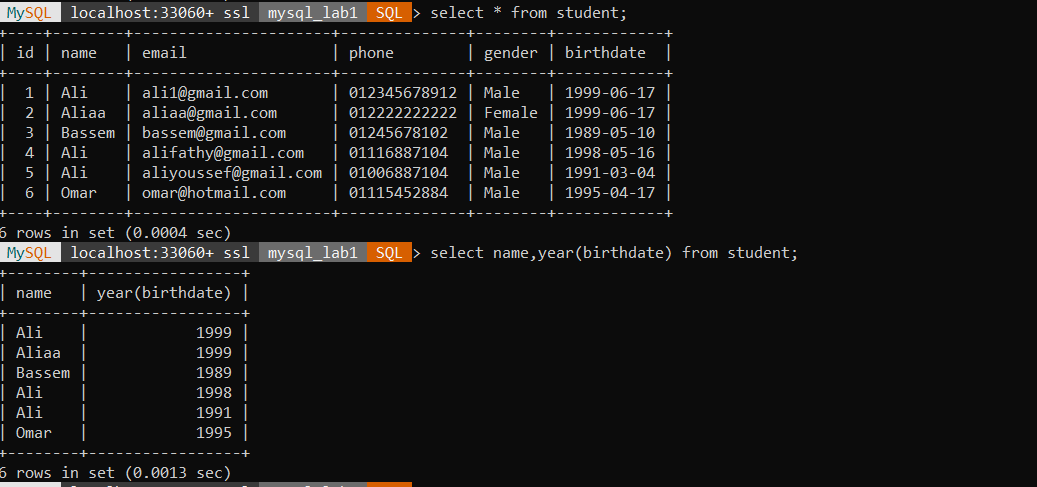 MySQL localhost:33060+ ssl mysql_lab1 SQL > select * from student;
+----+--------+----------------------+--------------+--------+------------+
| id | name   | email                | phone        | gender | birthdate  |
+----+--------+----------------------+--------------+--------+------------+
|  1 | Ali    | ali1@gmail.com       | 012345678912 | Male   | 1999-06-17 |
|  2 | Aliaa  | aliaa@gmail.com      | 012222222222 | Female | 1999-06-17 |
|  3 | Bassem | bassem@gmail.com     | 01245678102  | Male   | 1989-05-10 |
|  4 | Ali    | alifathy@gmail.com   | 01116887104  | Male   | 1998-05-16 |
|  5 | Ali    | aliyoussef@gmail.com | 01006887104  | Male   | 1991-03-04 |
|  6 | Omar   | omar@hotmail.com     | 01115452884  | Male   | 1995-04-17 |
+----+--------+----------------------+--------------+--------+------------+
6 rows in set (0.0004 sec)
MySQL localhost:33060+ ssl mysql_lab1 SQL > select name,year(birthdate) from student;
+--------+-----------------+
| name   | year(birthdate) |
+--------+-----------------+
| Ali    |            1999 |
| Aliaa  |            1999 |
| Bassem |            1989 |
| Ali    |            1998 |
| Ali    |            1991 |
| Omar   |            1995 |
+--------+-----------------+
6 rows in set (0.0013 sec)